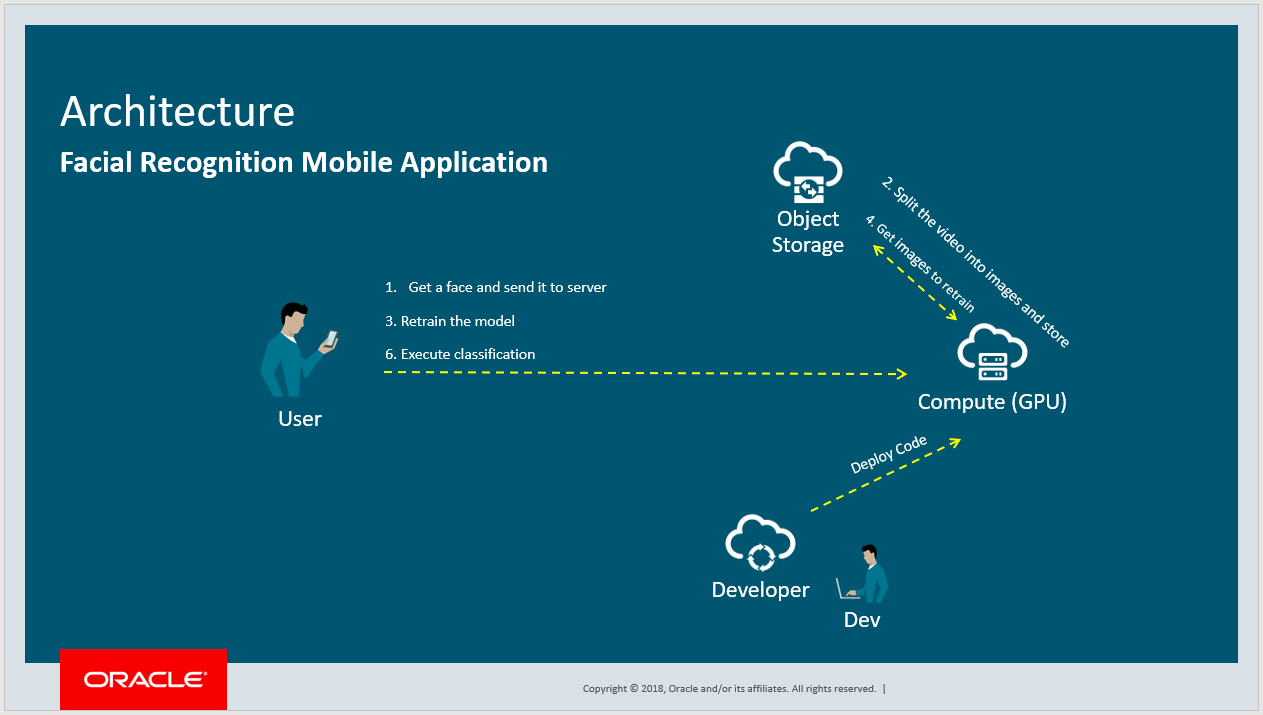 Architecture
Facial Recognition Mobile Application
Object
Storage
2. Split the video into images and store
4. Get images to retrain
1. Get a face and send it to server
3. Retrain the model
6. Execute classification
User
Compute (GPU)
Deploy Code
Developer
Dev
ORACLE®
Copyright © 2018, Oracle and/or its affiliates. All rights reserved. |